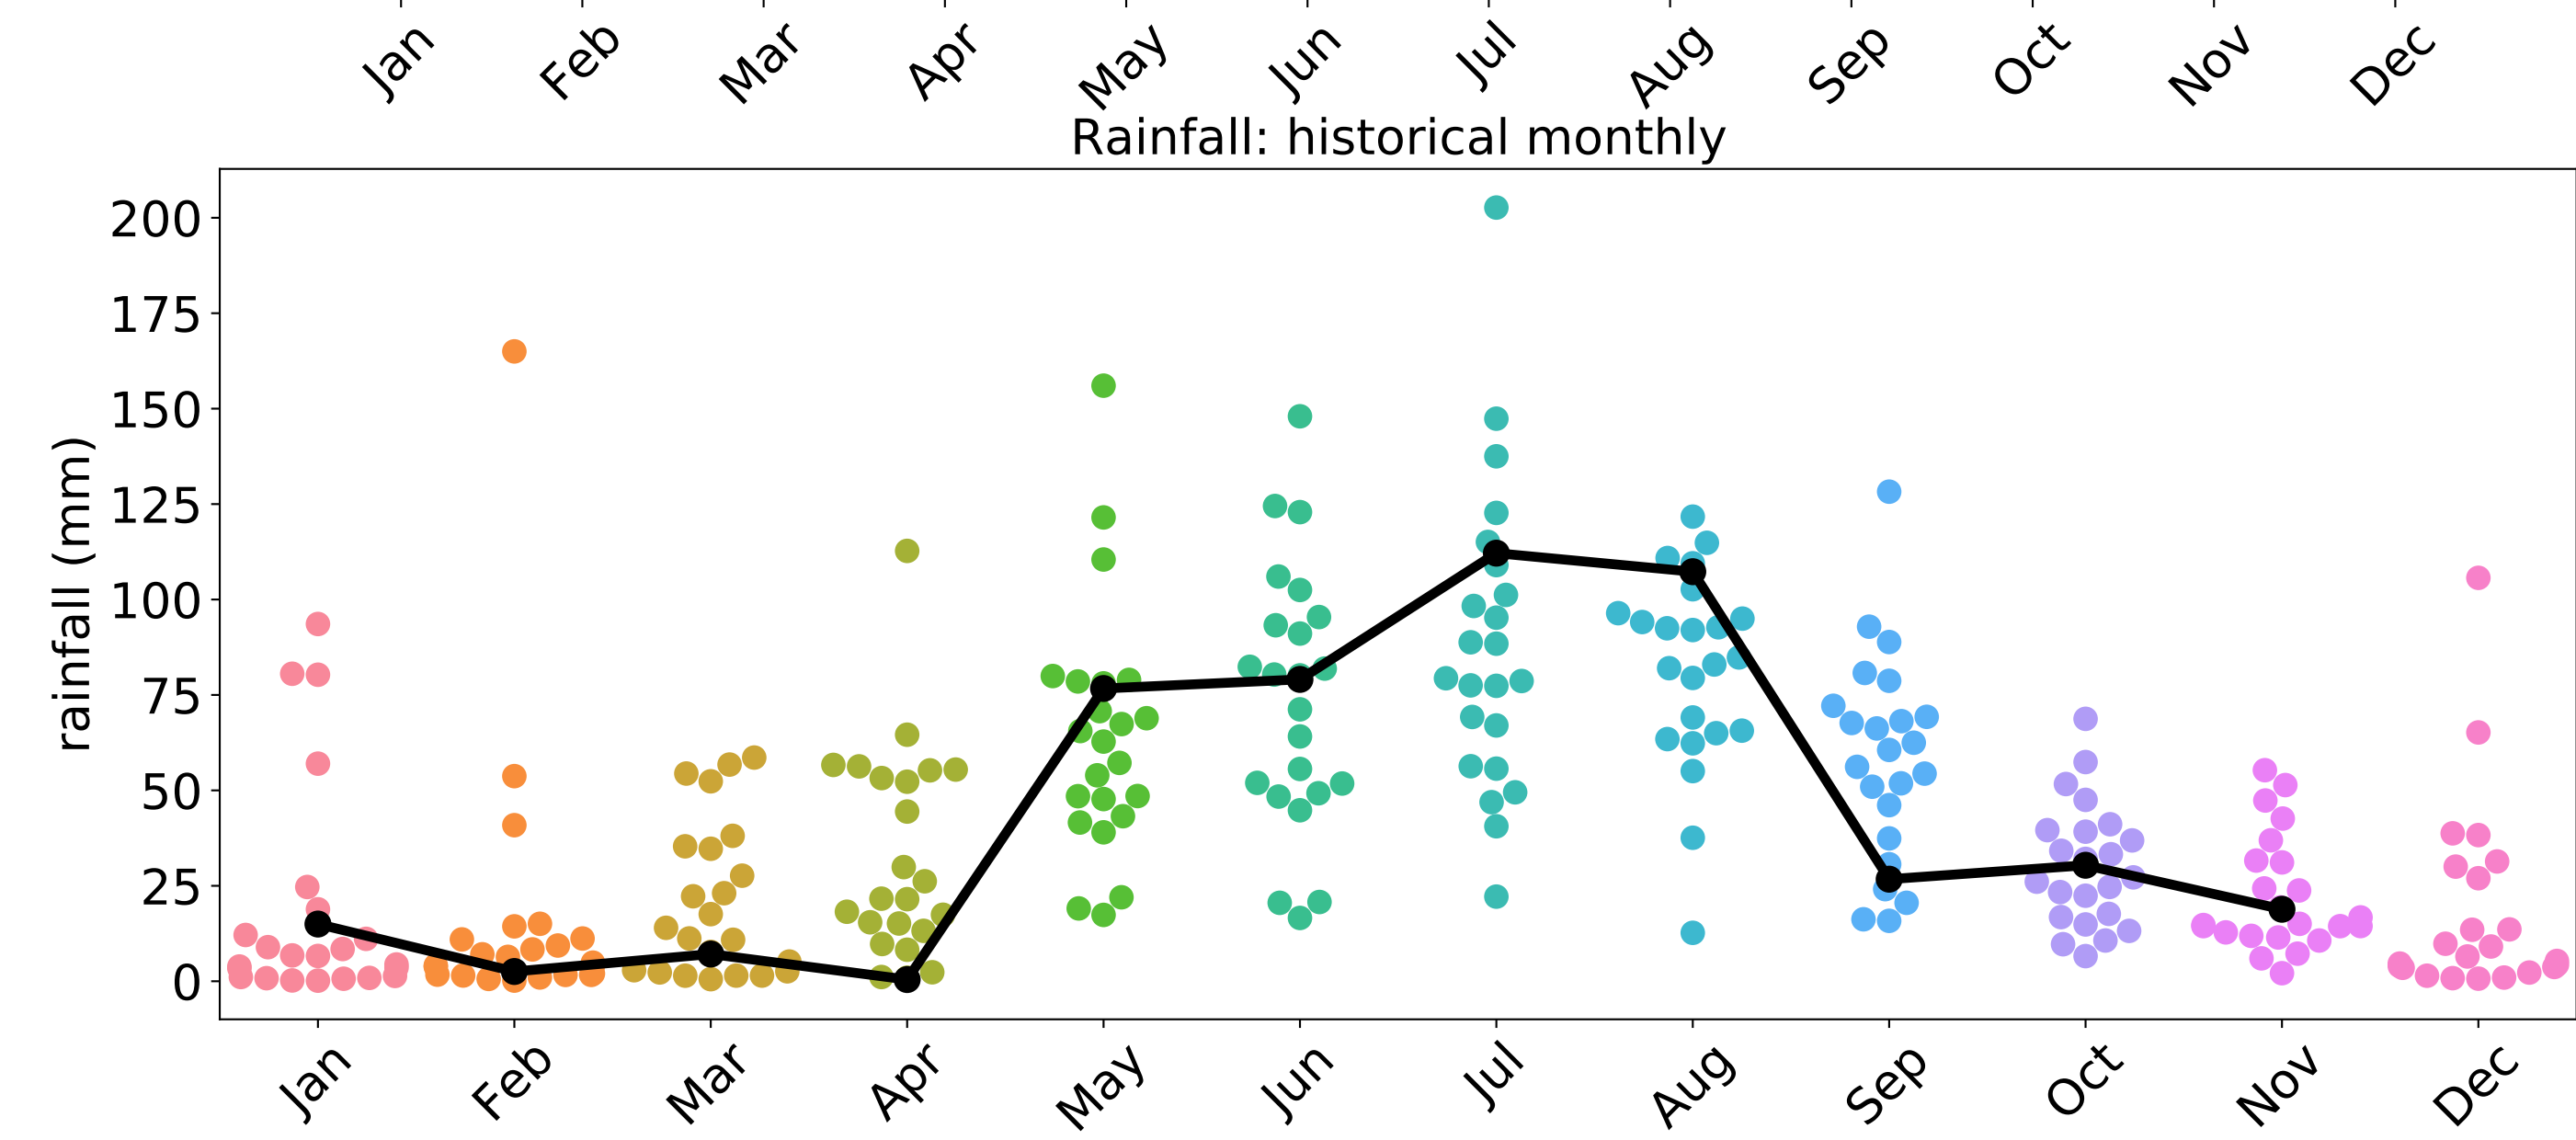 Jan Feb Mar Apr May Jun Jul Aug Sep Oct Nov Dec
Rainfall: historical monthly
rainfall (mm)
200
175
150
125
100
75
50
25
0
Jan Feb Mar Apr May Jun Jul Aug Sep Oct Nov Dec